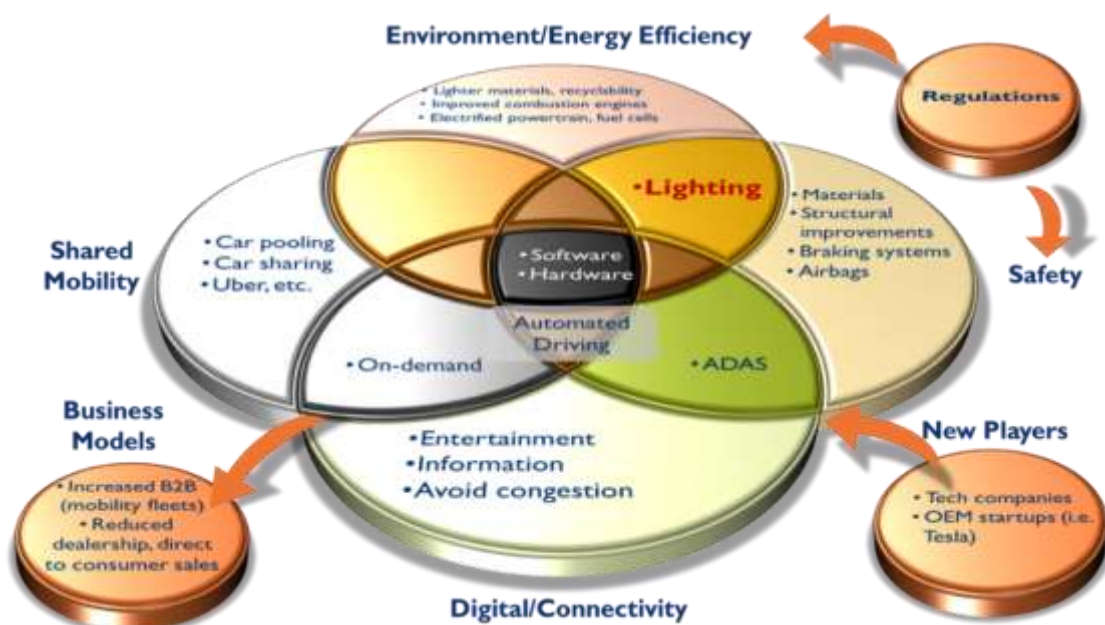 Environment/Energy Efficiency
Regulations
• Lighter materials, recyclability
• Improved combustion engines
• Electrified powertrain, fuel cells
• Lighting
• Materials
• Structural
improvements
• Braking systems
• Airbags
Safety
Shared
Mobility
• Car pooling
• Car sharing
• Uber, etc.
• Software
• Hardware
Automated
Driving
• On-demand
• ADAS
Business
Models
• Increased B2B
(mobility fleets)
• Reduced
dealership, direct
to consumer sales
• Entertainment
• Information
• Avoid congestion
New Players
• Tech companies
• OEM startups (i.e.
Tesla)
Digital/Connectivity